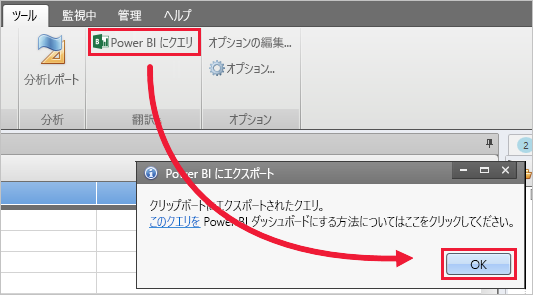 ツール 監視中 管理 ヘルプ
Power BI にクエリ オプションの編集...
分析レポート オプション...
分析 翻訳 オプション
2
Power BI にエクスポート
クリップボードにエクスポートされたクエリ。
このクエリを Power BI ダッシュボードにする方法についてはここをクリックしてください。
OK